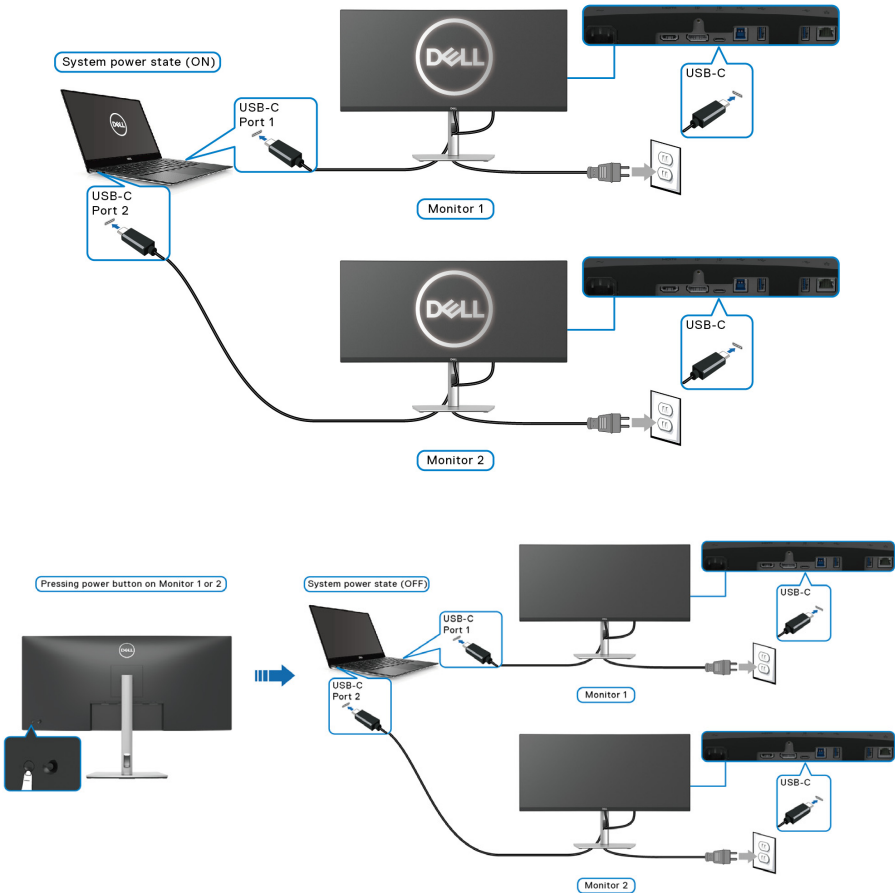 System power state (ON)
DELL
USB-C
USB-C
Port 1
DELL
USB-C
Port 2
Monitor 1
DELL
USB-C
Monitor 2
Pressing power button on Monitor 1 or 2
System power state (OFF)
USB-C
USB-C
Port 1
DELL
USB-C
Port 2
Monitor 1
USB-C
Monitor 2